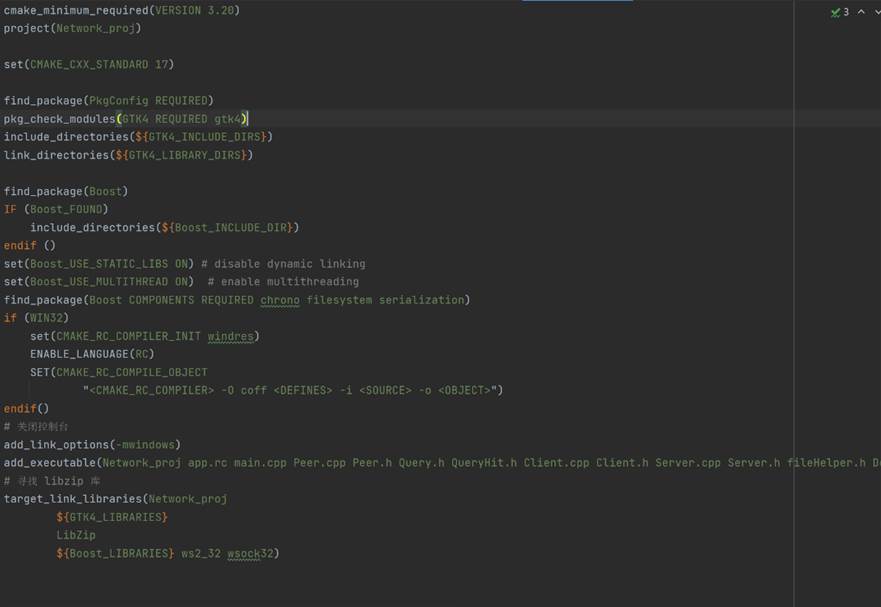 cmake_minimum_required(VERSION 3.20)
3
project(Network_proj)
set(CMAKE_CXX_STANDARD 17)
find_package(PkgConfig REQUIRED)
pkg_check_modules(GTK4 REQUIRED gtk4)
include_directories(${GTK4_INCLUDE_DIRS})
link_directories(${GTK4_LIBRARY_DIRS})
find_package(Boost)
IF (Boost_FOUND)
include_directories(${Boost_INCLUDE_DIR})
endif ()
set(Boost_USE_STATIC_LIBS ON) # disable dynamic linking
set(Boost_USE_MULTITHREAD ON)  # enable multithreading
find_package(Boost COMPONENTS REQUIRED chrono filesystem serialization)
if (WIN32)
set(CMAKE_RC_COMPILER_INIT windres)
ENABLE_LANGUAGE(RC)
SET(CMAKE_RC_COMPILE_OBJECT
"<CMAKE_RC_COMPILER> -O coff <DEFINES> -i <SOURCE> -o <OBJECT>")
endif()
# 关闭控制台
add_link_options(-mwindows)
add_executable(Network_proj app.rc main.cpp Peer.cpp Peer.h Query.h QueryHit.h Client.cpp Client.h Server.cpp Server.h fileHelper.h
# 寻找 libzip 库
target_link_libraries(Network_proj
${GTK4_LIBRARIES}
LibZip
${Boost_LIBRARIES} ws2_32 wsock32)